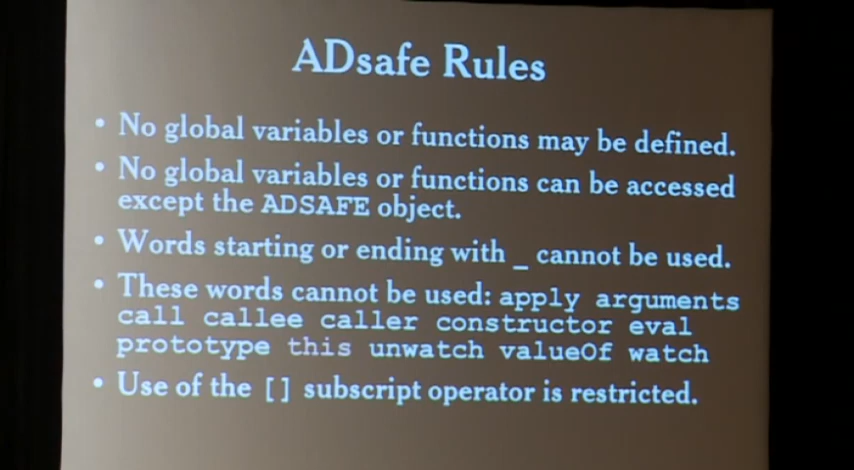 ADsafe Rules
• No global variables or functions may be defined.
• No global variables or functions can be accessed
except the ADSAFE object.
• Words starting or ending with _ cannot be used.
• These words cannot be used: apply arguments
call callee caller constructor eval
prototype this unwatch valueOf watch
• Use of the [] subscript operator is restricted.